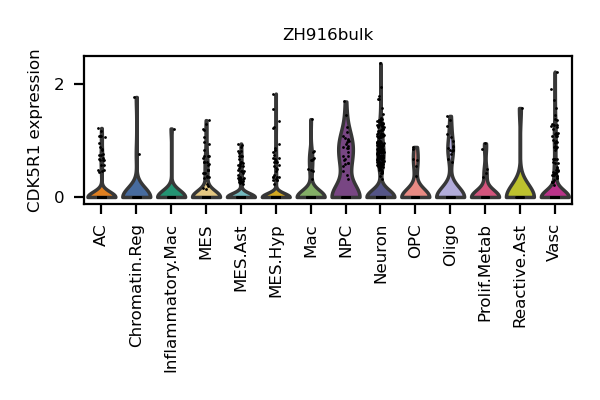 ZH916bulk
CDK5R1 expression
2
0
AC
Chromatin.Reg
Inflammatory.Mac
MES
MES.Ast
MES.Hyp
Mac
NPC
Neuron
OPC
Oligo
Prolif.Metab
Reactive.Ast
Vasc